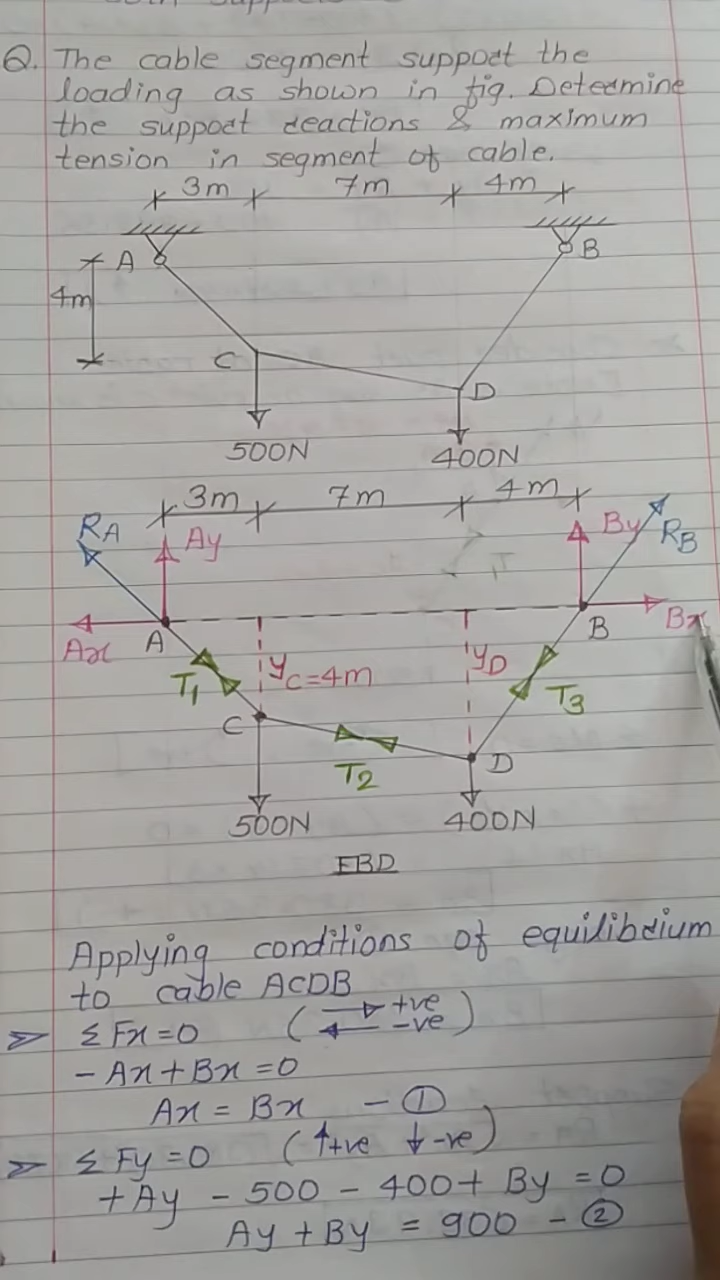 Q. The cable segment support the
loading as shown in fig. Determine
the support reactions & maximum
tension in segment of cable.
3m 7m 4m
A B
4m
C D
500N 400N
3m 7m 4m
RA Ay By RB
Ax A B Bx
T1 yC=4m yD T3
C T2 D
500N 400N
FBD
Applying conditions of equilibrium
to cable ACDB
ΣFx=0 (→+ve ←-ve)
-Ax+Bx=0
Ax = Bx - ①
ΣFy=0 (↑+ve ↓-ve)
+Ay - 500 - 400+ By = 0
Ay + By = 900 - ②